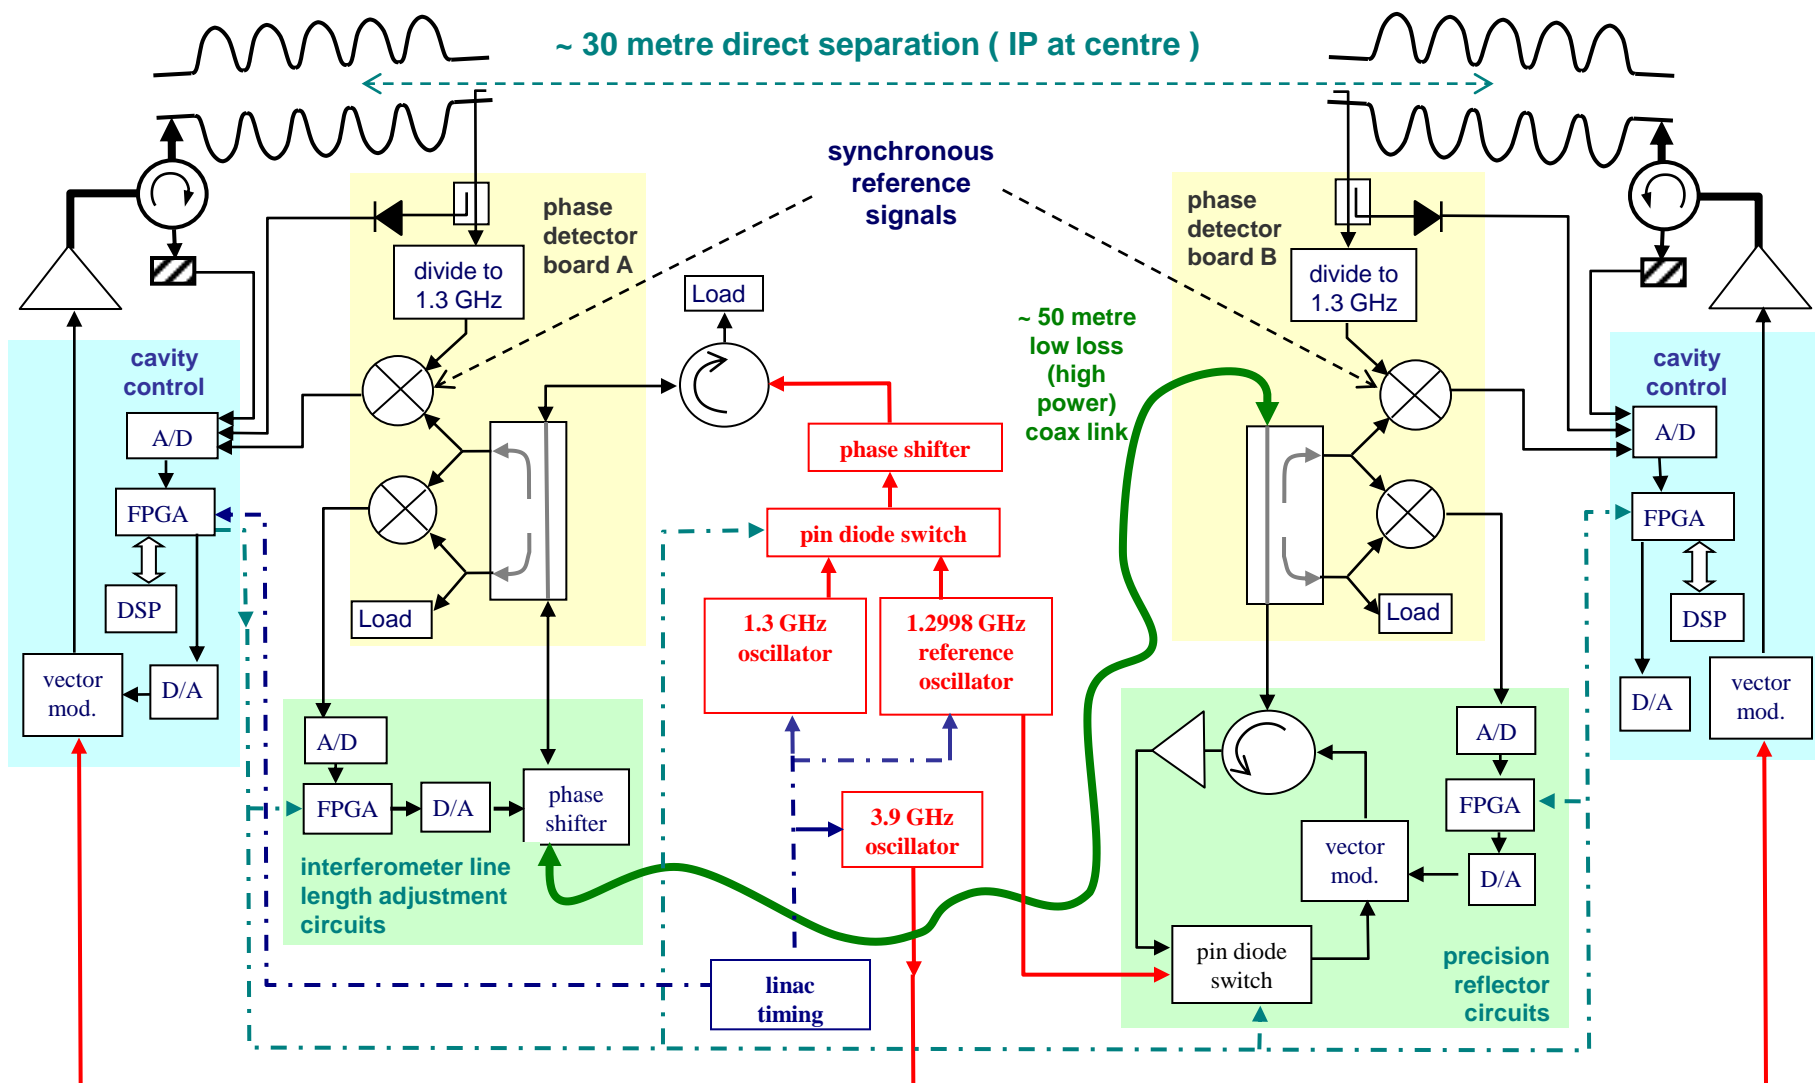 ~ 30 metre direct separation ( IP at centre )
synchronous
reference
signals
phase
detector
board A
phase
detector
board B
divide to
1.3 GHz
divide to
1.3 GHz
Load
~ 50 metre
low loss
(high
power)
coax link
cavity
control
cavity
control
A/D
A/D
phase shifter
FPGA
pin diode switch
FPGA
DSP
Load
1.3 GHz
oscillator
1.2998 GHz
reference
oscillator
Load
DSP
vector
mod.
D/A
D/A
vector
mod.
A/D
A/D
FPGA
D/A
phase
shifter
3.9 GHz
oscillator
FPGA
vector
mod.
D/A
interferometer line
length adjustment
circuits
pin diode
switch
precision
reflector
circuits
linac
timing